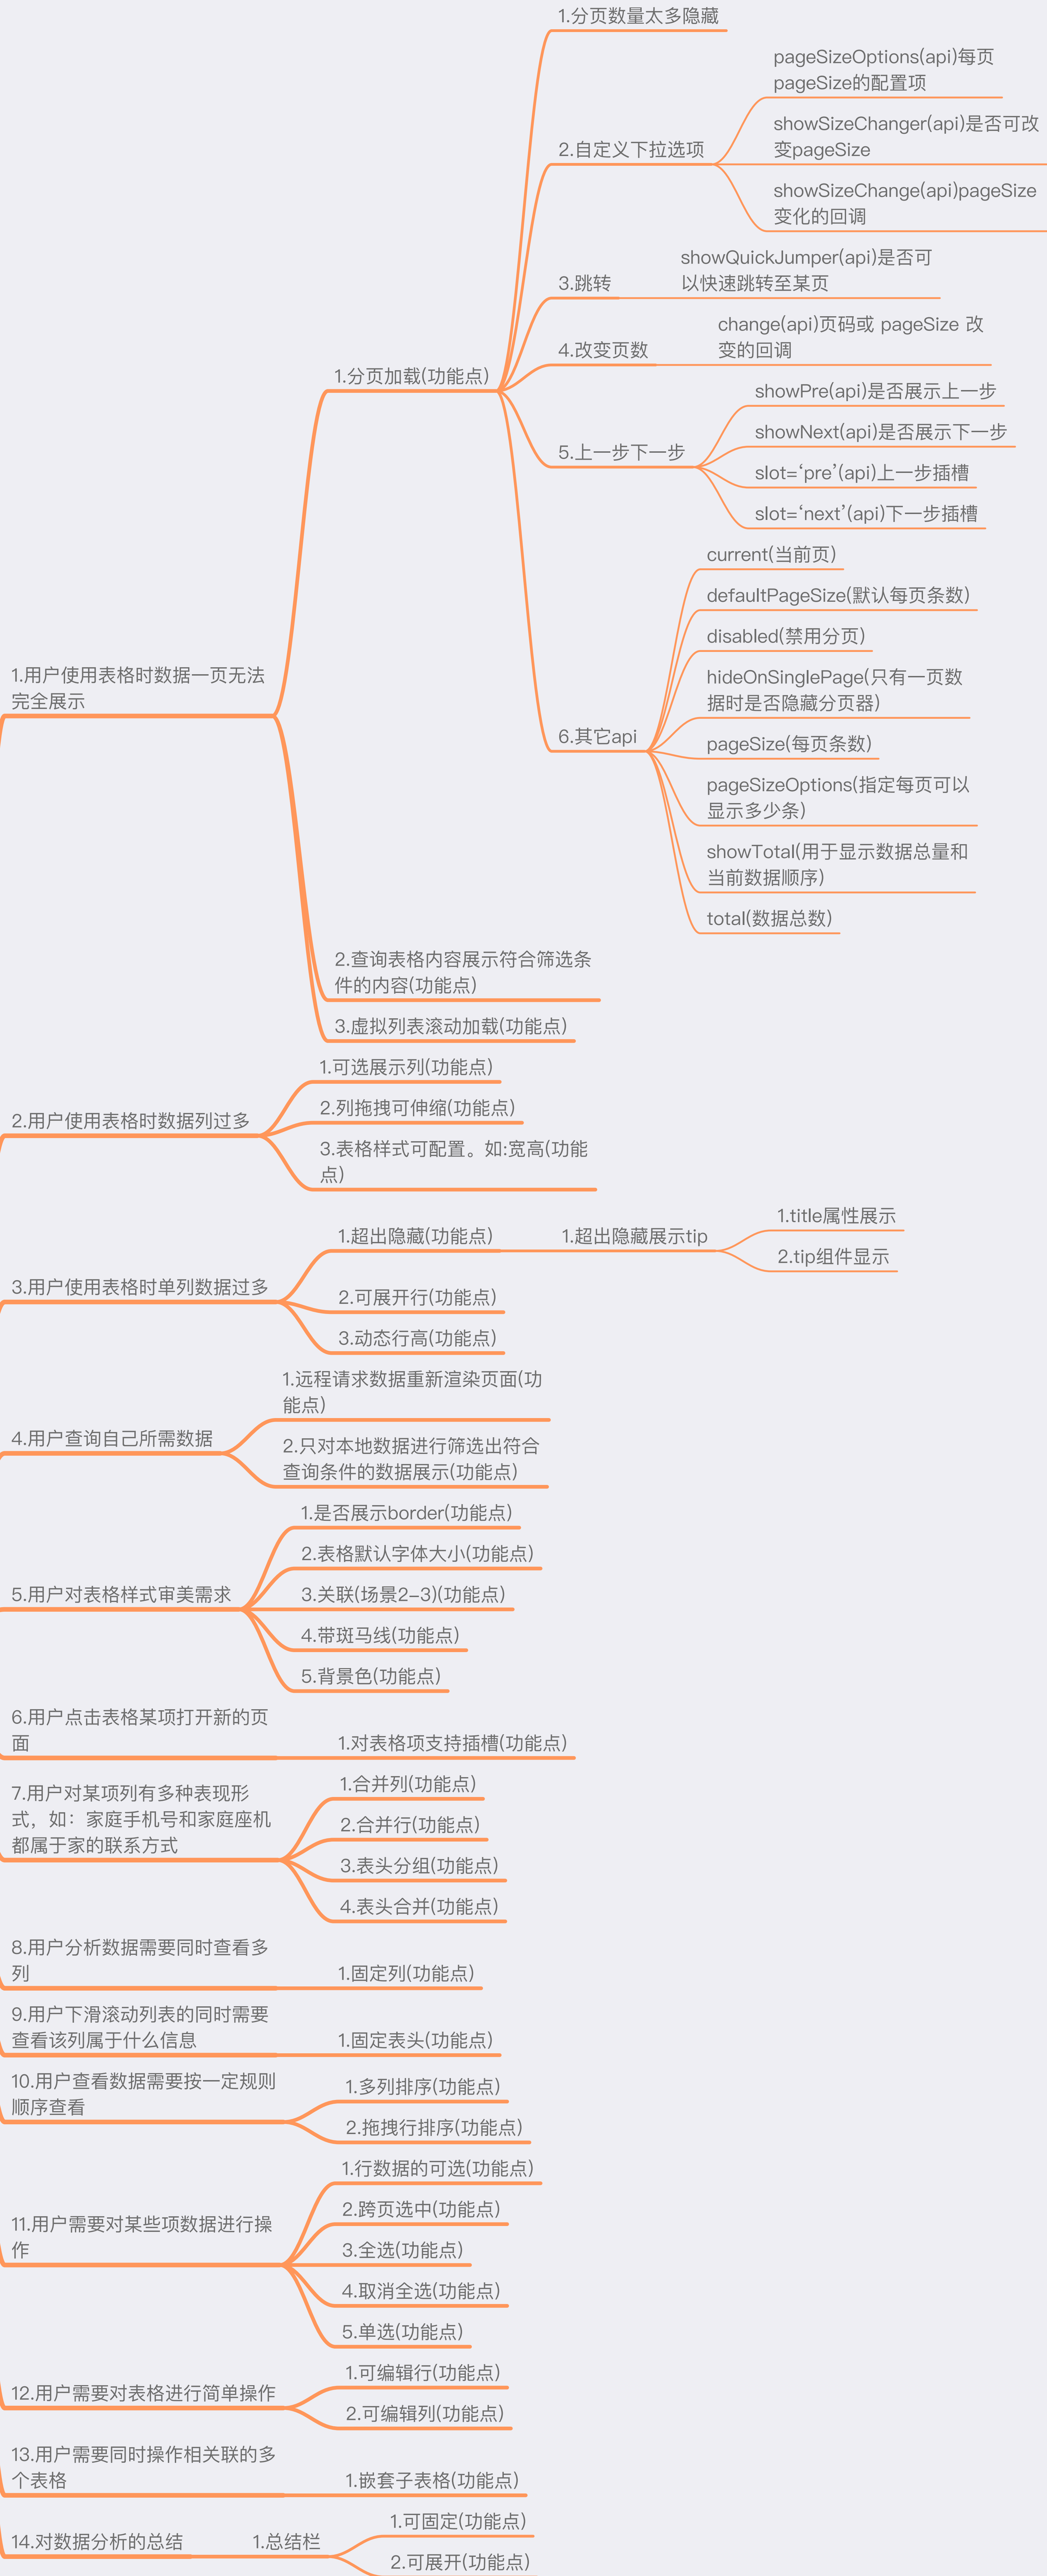 1.分页数量太多隐藏
pageSizeOptions(api)每页
pageSize的配置项
showSizeChanger(api)是否可改
变pageSize
2.自定义下拉选项
showSizeChange(api)pageSize
变化的回调
showQuickJumper(api)是否可
以快速跳转至某页
3.跳转
change(api)页码或 pageSize 改
变的回调
4.改变页数
1.分页加载(功能点)
showPre(api)是否展示上一步
showNext(api)是否展示下一步
5.上一步下一步
slot=‘pre’(api)上一步插槽
slot=‘next’(api)下一步插槽
current(当前页)
defaultPageSize(默认每页条数)
disabled(禁用分页)
1.用户使用表格时数据一页无法
完全展示
hideOnSinglePage(只有一页数
据时是否隐藏分页器)
6.其它api
pageSize(每页条数)
pageSizeOptions(指定每页可以
显示多少条)
showTotal(用于显示数据总量和
当前数据顺序)
total(数据总数)
2.查询表格内容展示符合筛选条
件的内容(功能点)
3.虚拟列表滚动加载(功能点)
1.可选展示列(功能点)
2.用户使用表格时数据列过多
2.列拖拽可伸缩(功能点)
3.表格样式可配置。如:宽高(功能
点)
1.超出隐藏(功能点)
1.超出隐藏展示tip
1.title属性展示
2.tip组件显示
3.用户使用表格时单列数据过多
2.可展开行(功能点)
3.动态行高(功能点)
1.远程请求数据重新渲染页面(功
能点)
4.用户查询自己所需数据
2.只对本地数据进行筛选出符合
查询条件的数据展示(功能点)
1.是否展示border(功能点)
2.表格默认字体大小(功能点)
5.用户对表格样式审美需求
3.关联(场景2-3)(功能点)
4.带斑马线(功能点)
5.背景色(功能点)
6.用户点击表格某项打开新的页
面
1.对表格项支持插槽(功能点)
7.用户对某项列有多种表现形
式，如：家庭手机号和家庭座机
都属于家的联系方式
1.合并列(功能点)
2.合并行(功能点)
3.表头分组(功能点)
4.表头合并(功能点)
8.用户分析数据需要同时查看多
列
1.固定列(功能点)
9.用户下滑滚动列表的同时需要
查看该列属于什么信息
1.固定表头(功能点)
10.用户查看数据需要按一定规则
顺序查看
1.多列排序(功能点)
2.拖拽行排序(功能点)
11.用户需要对某些项数据进行操
作
1.行数据的可选(功能点)
2.跨页选中(功能点)
3.全选(功能点)
4.取消全选(功能点)
5.单选(功能点)
12.用户需要对表格进行简单操作
1.可编辑行(功能点)
2.可编辑列(功能点)
13.用户需要同时操作相关联的多
个表格
1.嵌套子表格(功能点)
14.对数据分析的总结
1.总结栏
1.可固定(功能点)
2.可展开(功能点)